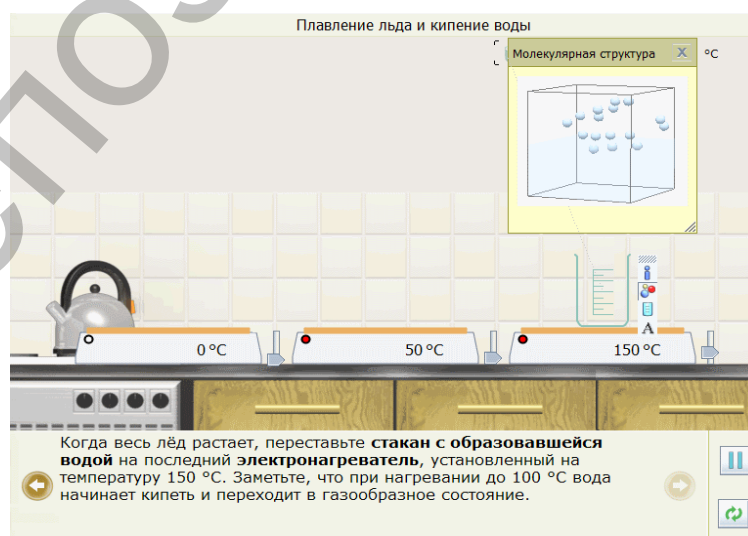 Плавление льда и кипение воды
Молекулярная структура X °C
A
0 °C 50 °C 150 °C
Когда весь лёд растает, переставьте стакан с образовавшейся
водой на последний электронагреватель, установленный на
температуру 150 °C. Заметьте, что при нагревании до 100 °C вода
начинает кипеть и переходит в газообразное состояние.